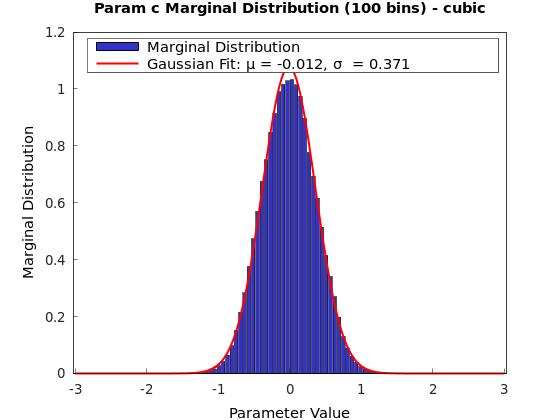 Param c Marginal Distribution (100 bins) - cubic
1.2
Marginal Distribution
Gaussian Fit: μ = -0.012, σ  = 0.371
1
0.8
0.6
0.4
0.2
0
Marginal Distribution
-3 -2 -1 0 1 2 3
Parameter Value